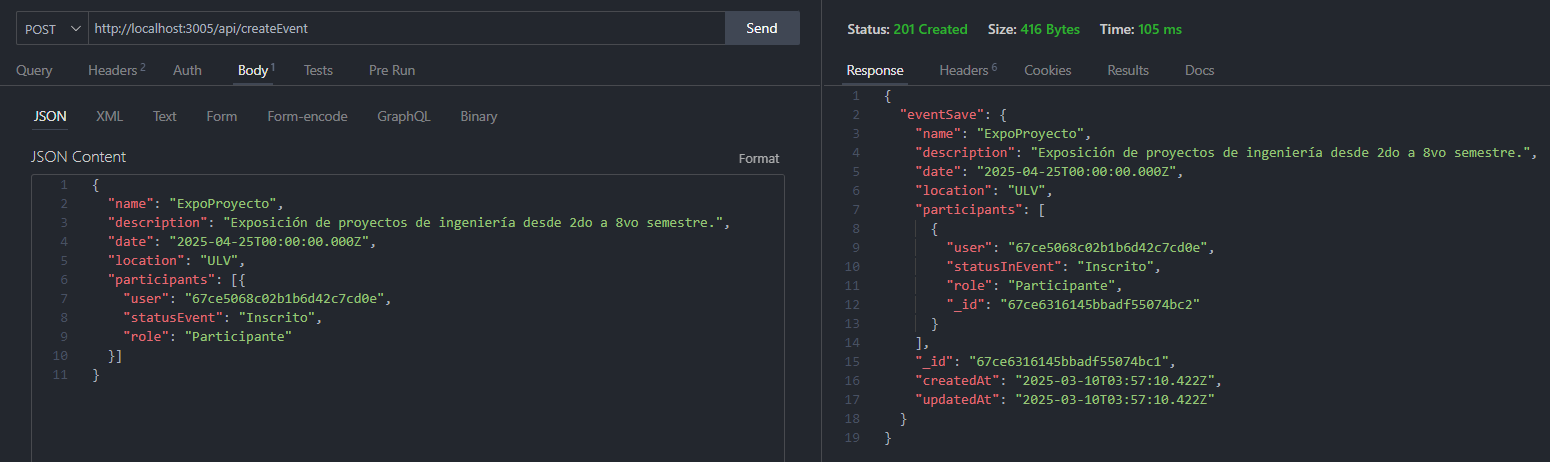 POST http://localhost:3005/api/createEvent Send
Query Headers 2 Auth Body 1 Tests Pre Run
JSON XML Text Form Form-encode GraphQL Binary
JSON Content
Format
1 {
2 "name": "ExpoProyecto",
3 "description": "Exposición de proyectos de ingeniería desde 2do a 8vo semestre.",
4 "date": "2025-04-25T00:00:00.000Z",
5 "location": "ULV",
6 "participants": [{
7 "user": "67ce5068c02b1b6d42c7cd0e",
8 "statusEvent": "Inscrito",
9 "role": "Participante"
10 }]
11 }
Status: 201 Created Size: 416 Bytes Time: 105 ms
Response Headers 6 Cookies Results Docs
1 {
2 "eventSave": {
3 "name": "ExpoProyecto",
4 "description": "Exposición de proyectos de ingeniería desde 2do a 8vo semestre.",
5 "date": "2025-04-25T00:00:00.000Z",
6 "location": "ULV",
7 "participants": [
8 {
9 "user": "67ce5068c02b1b6d42c7cd0e",
10 "statusInEvent": "Inscrito",
11 "role": "Participante",
12 "_id": "67ce6316145bbadf55074bc2"
13 }
14 ],
15 "_id": "67ce6316145bbadf55074bc1",
16 "createdAt": "2025-03-10T03:57:10.422Z",
17 "updatedAt": "2025-03-10T03:57:10.422Z"
18 }
19 }